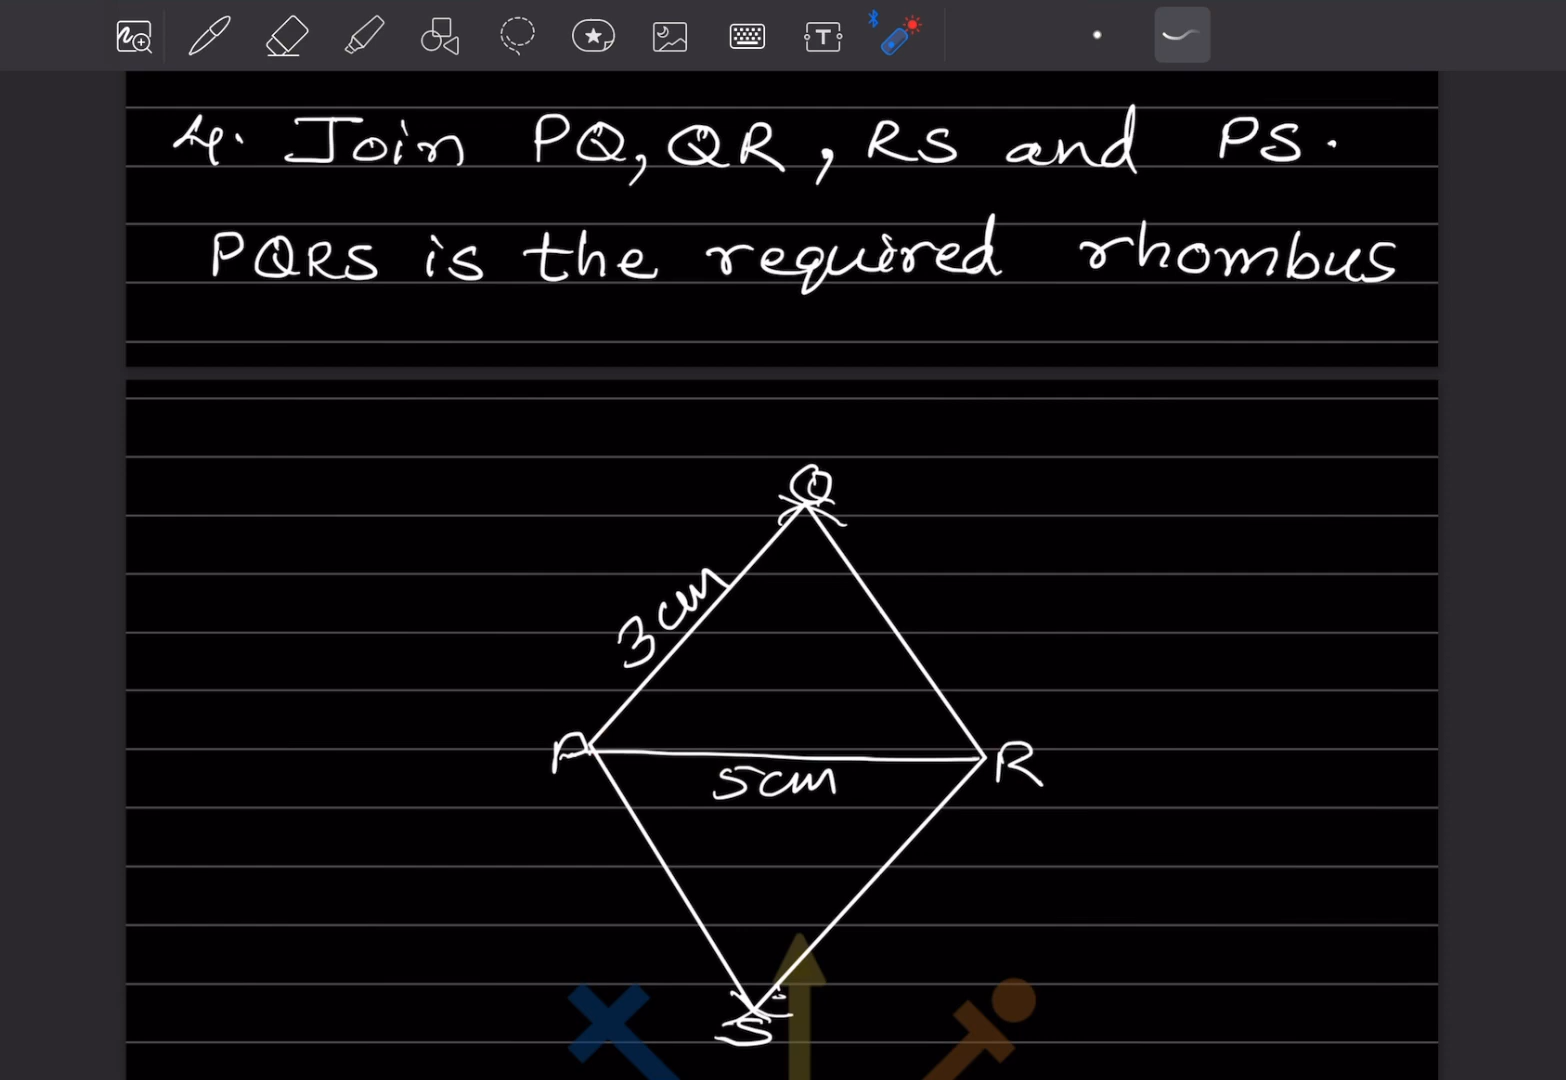 4. Join PQ, QR, RS and PS.
PQRS is the required rhombus
Q
3cm
A
R
5cm
S